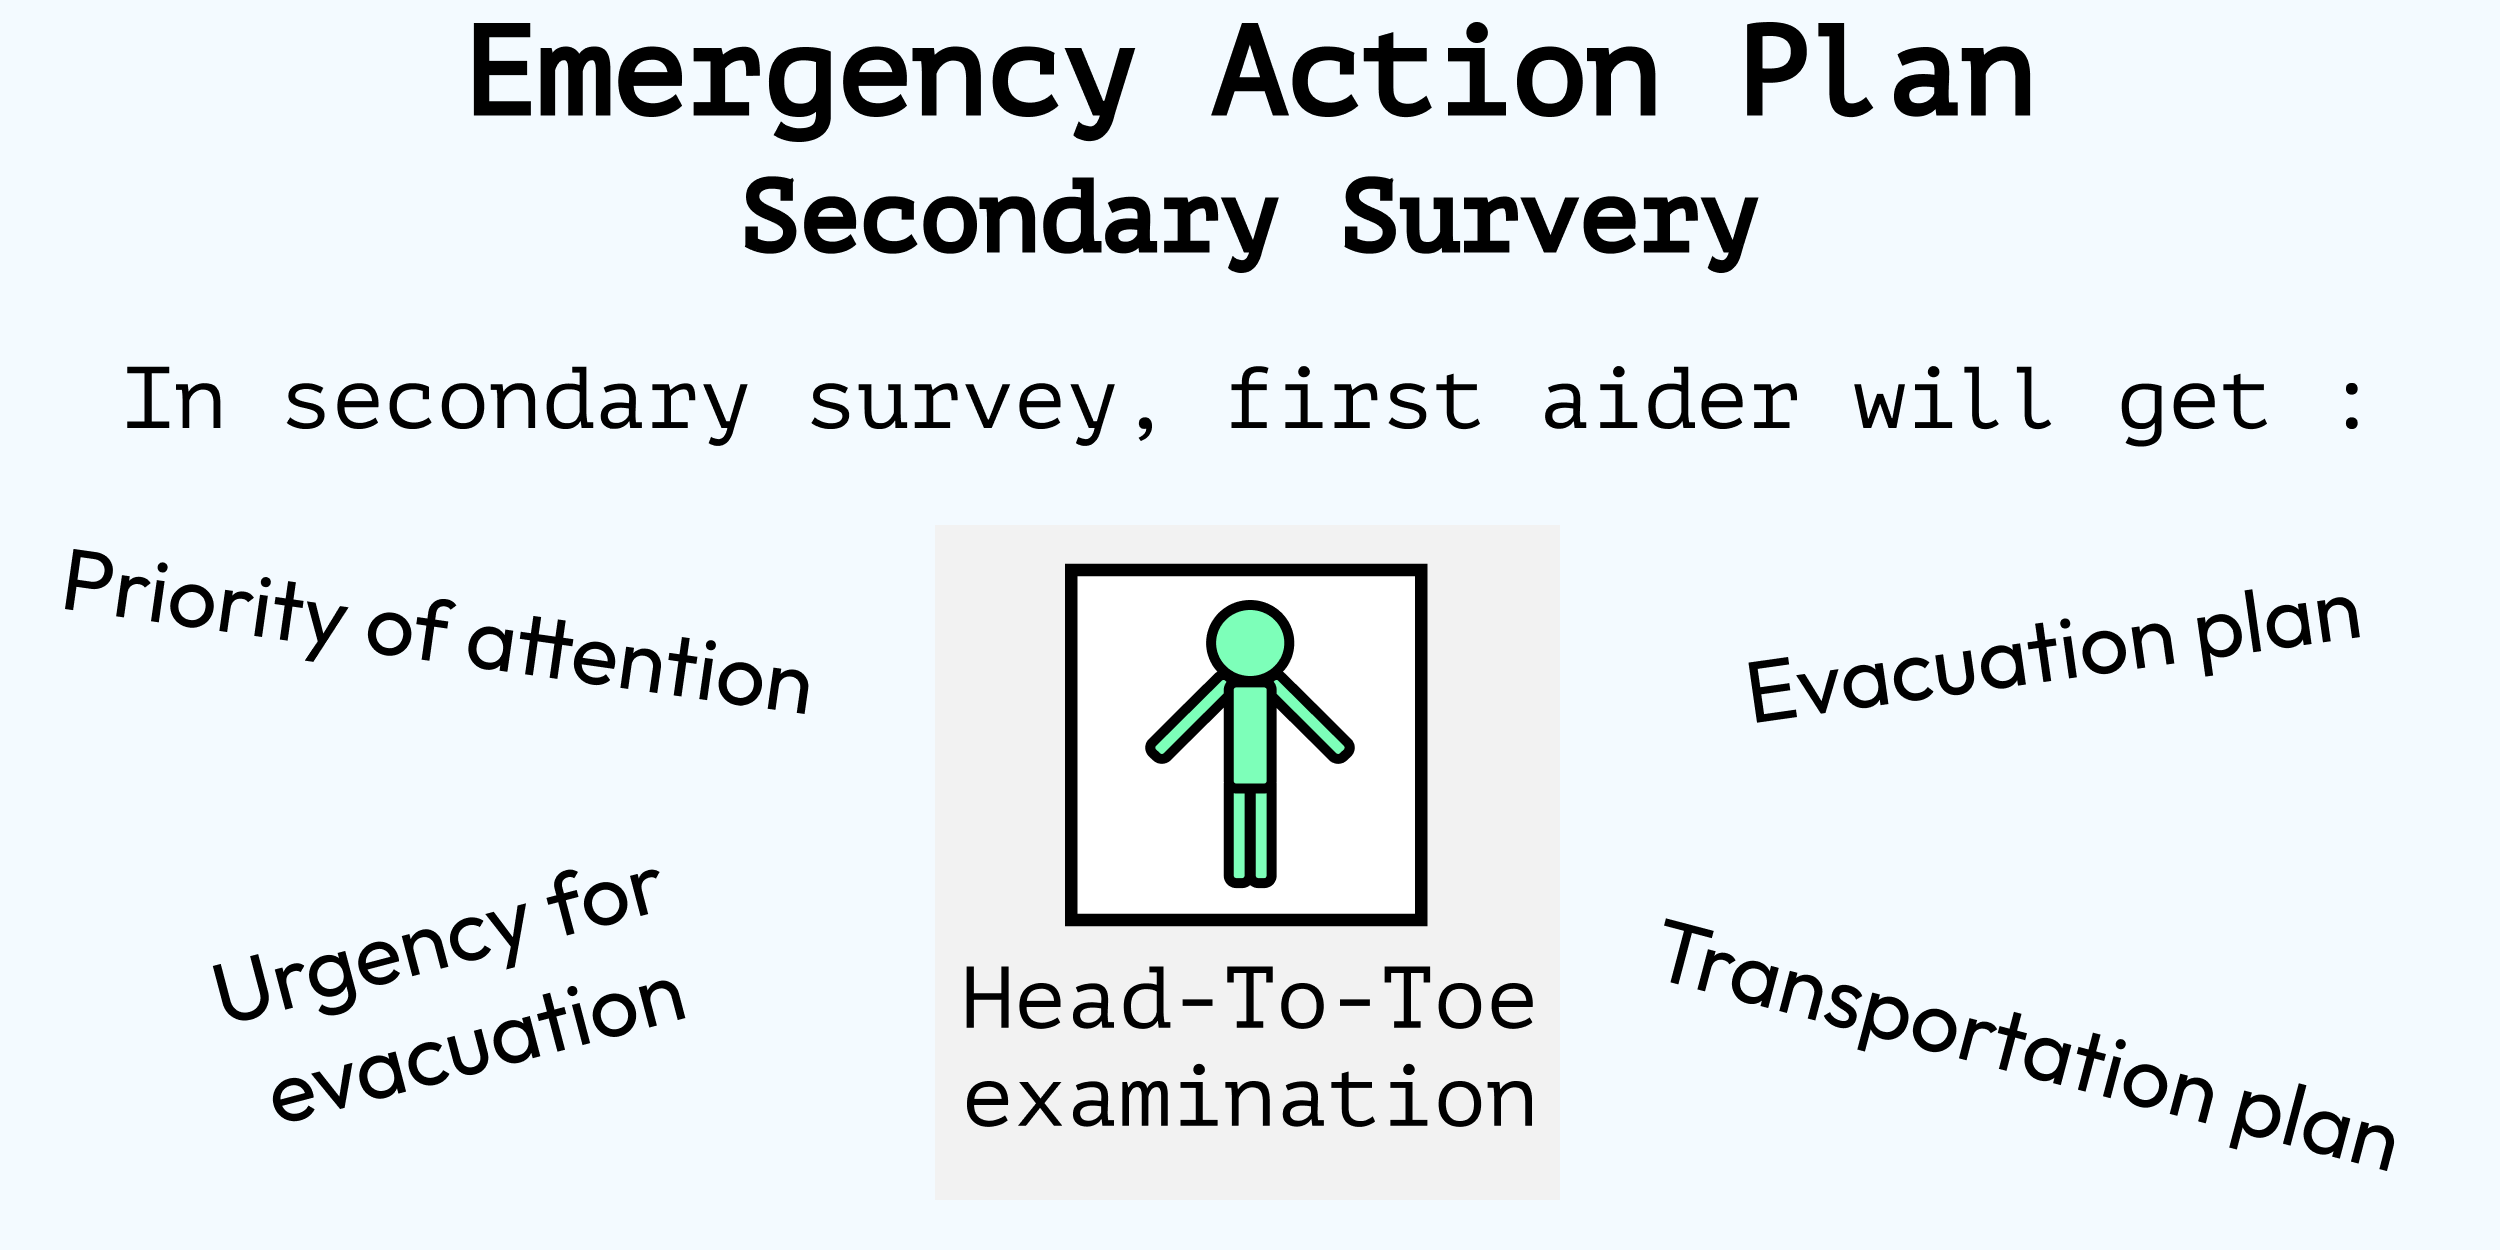 Emergency Action Plan
Secondary Survery
In secondary survey, first aider will get :
Priority of attention
Evacuation plan
Urgency for
evacuation
Head-To-Toe
examination
Transportation plan